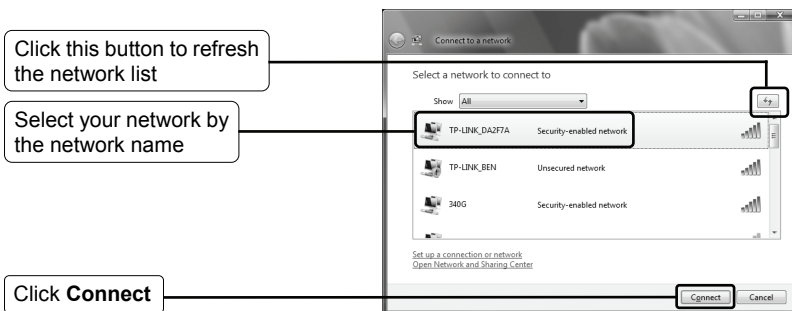 Click this button to refresh
the network list
Select your network by
the network name
Click Connect
Connect to a network
Select a network to connect to
Show All
TP-LINK_DA2F7A Security-enabled network
TP-LINK_BEN Unsecured network
340G Security-enabled network
Set up a connection or network
Open Network and Sharing Center
Connect Cancel